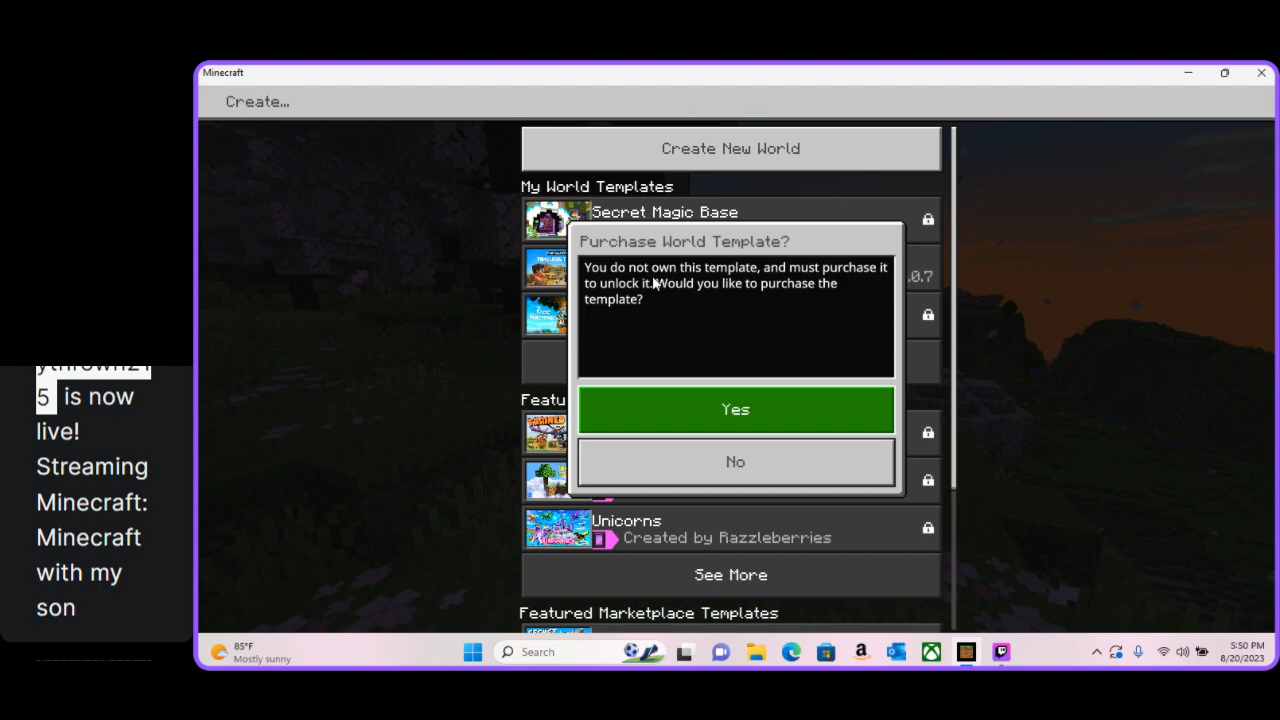 Minecraft
Create...
Create New World
My World Templates
Secret Magic Base
Purchase World Template?
You do not own this template, and must purchase it
to unlock it. Would you like to purchase the
template?
.0.7
Yes
No
Featu
Unicorns
Created by Razzleberries
See More
Featured Marketplace Templates
5 is now
live!
Streaming
Minecraft:
Minecraft
with my
son
85°F
Mostly sunny
Search
5:50 PM
8/20/2023